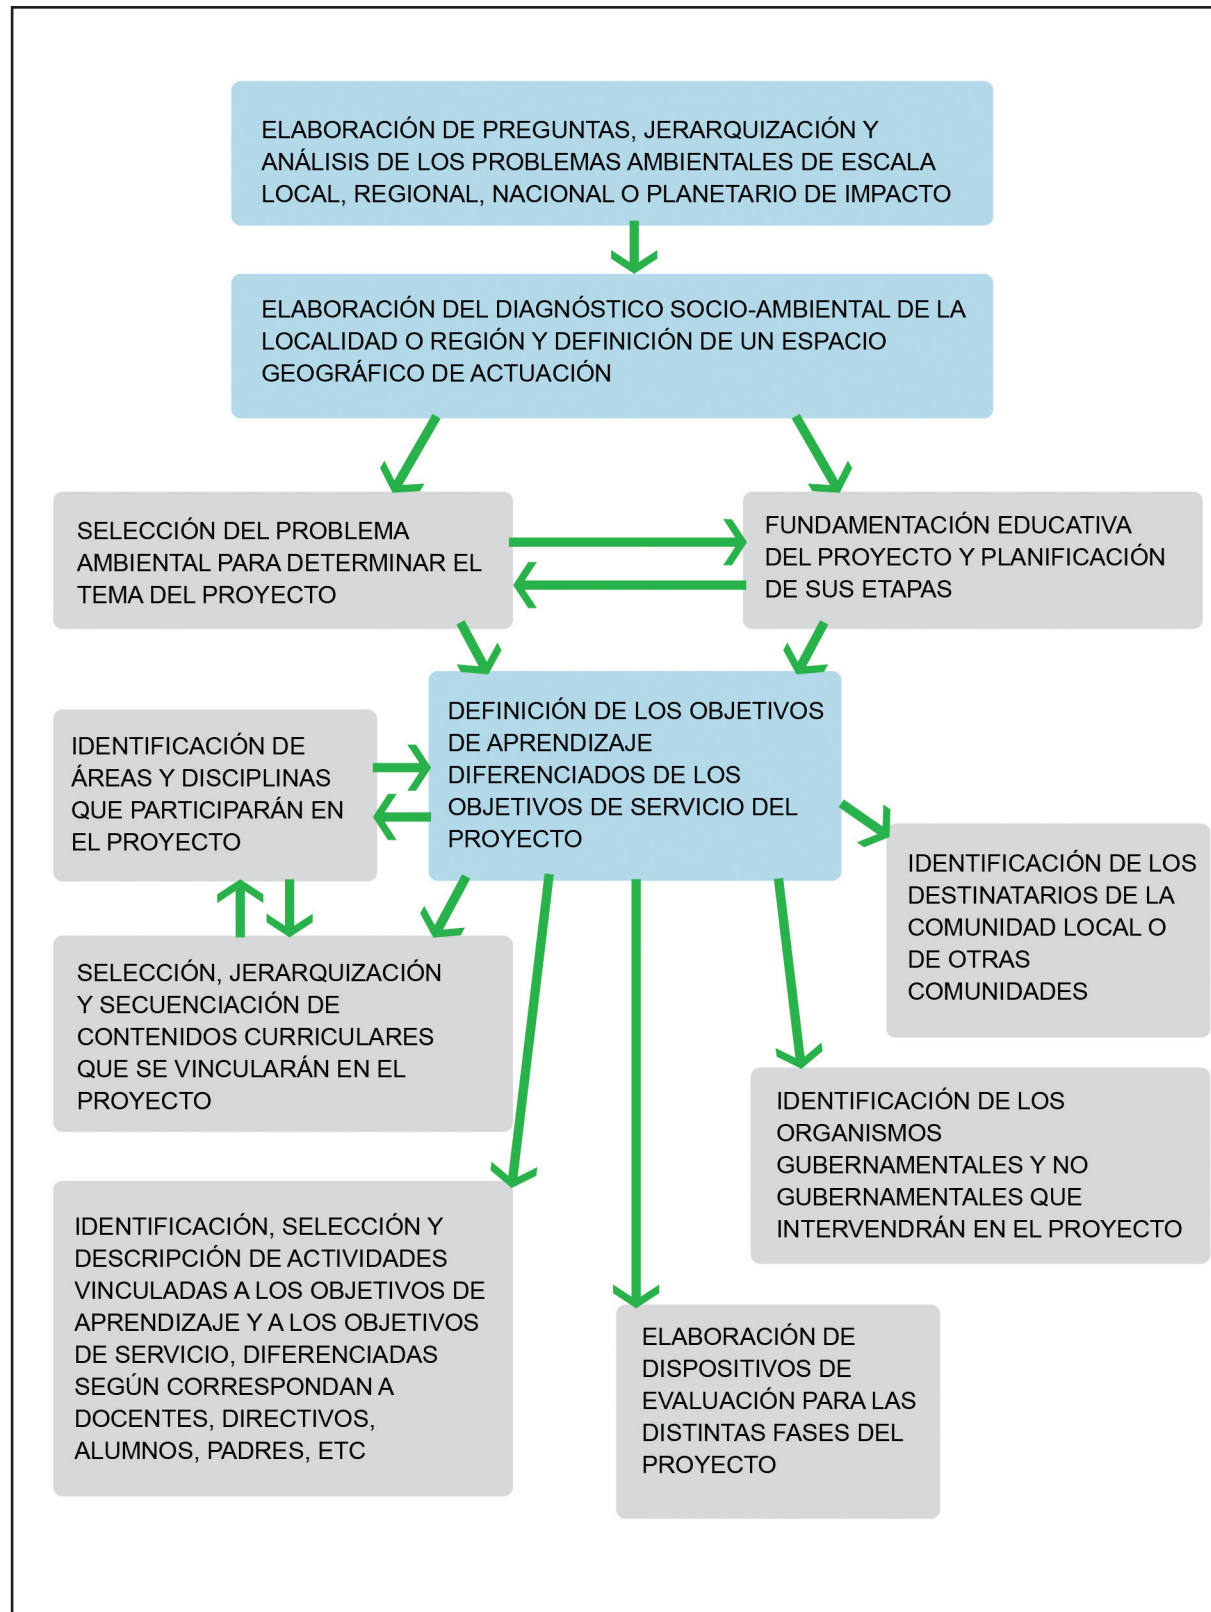 ELABORACIÓN DE PREGUNTAS, JERARQUIZACIÓN Y
ANÁLISIS DE LOS PROBLEMAS AMBIENTALES DE ESCALA
LOCAL, REGIONAL, NACIONAL O PLANETARIO DE IMPACTO
ELABORACIÓN DEL DIAGNÓSTICO SOCIO-AMBIENTAL DE LA
LOCALIDAD O REGIÓN Y DEFINICIÓN DE UN ESPACIO
GEOGRÁFICO DE ACTUACIÓN
SELECCIÓN DEL PROBLEMA
AMBIENTAL PARA DETERMINAR EL
TEMA DEL PROYECTO
FUNDAMENTACIÓN EDUCATIVA
DEL PROYECTO Y PLANIFICACIÓN
DE SUS ETAPAS
DEFINICIÓN DE LOS OBJETIVOS
DE APRENDIZAJE
DIFERENCIADOS DE LOS
OBJETIVOS DE SERVICIO DEL
PROYECTO
IDENTIFICACIÓN DE
ÁREAS Y DISCIPLINAS
QUE PARTICIPARÁN EN
EL PROYECTO
IDENTIFICACIÓN DE LOS
DESTINATARIOS DE LA
COMUNIDAD LOCAL O
DE OTRAS
COMUNIDADES
SELECCIÓN, JERARQUIZACIÓN
Y SECUENCIACIÓN DE
CONTENIDOS CURRICULARES
QUE SE VINCULARÁN EN EL
PROYECTO
IDENTIFICACIÓN DE LOS
ORGANISMOS
GUBERNAMENTALES Y NO
GUBERNAMENTALES QUE
INTERVENDRÁN EN EL PROYECTO
IDENTIFICACIÓN, SELECCIÓN Y
DESCRIPCIÓN DE ACTIVIDADES
VINCULADAS A LOS OBJETIVOS DE
APRENDIZAJE Y A LOS OBJETIVOS
DE SERVICIO, DIFERENCIADAS
SEGÚN CORRESPONDAN A
DOCENTES, DIRECTIVOS,
ALUMNOS, PADRES, ETC
ELABORACIÓN DE
DISPOSITIVOS DE
EVALUACIÓN PARA LAS
DISTINTAS FASES DEL
PROYECTO